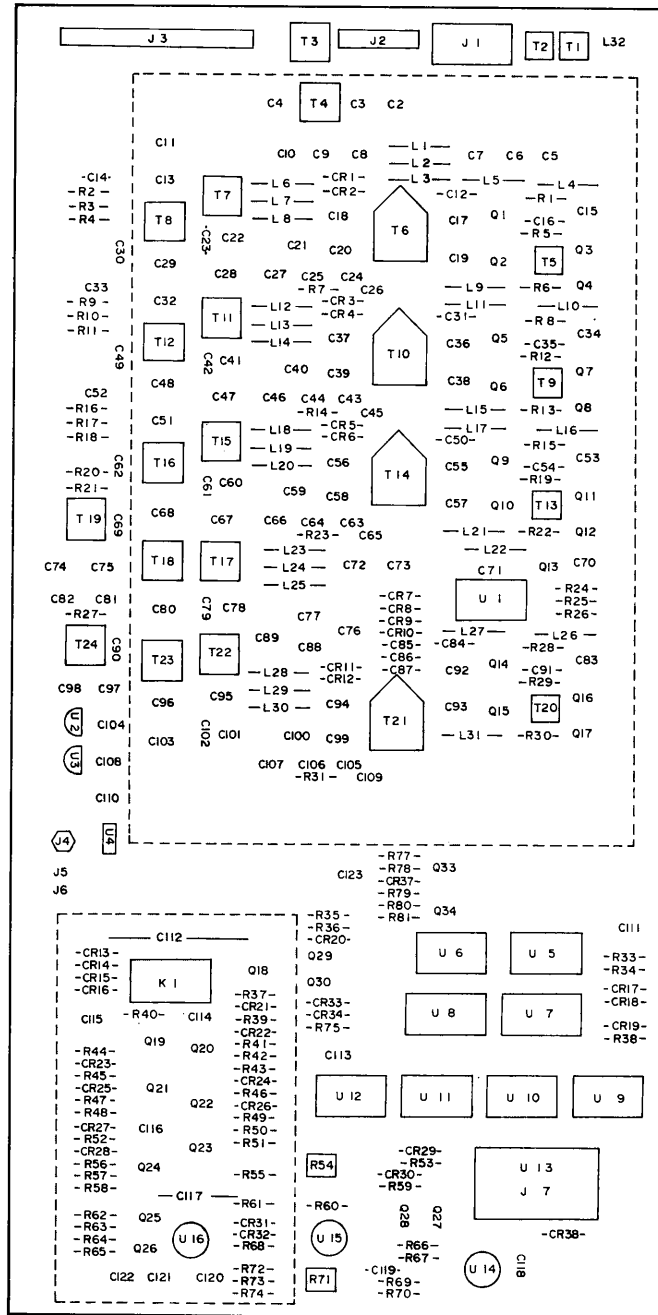 J3 T3 J2 J1 T2 T1 L32
C4 T4 C3 C2
C11 L1
C10 C9 C8 L2 C7 C6 C5
-C14- C13 T7 L6 -CR1- L3 L5 L4
-R2- L7 -CR2- -C12- -R1-
-R3- T8 L8 C18 T6 C17 Q1 -C16- C15
-R4- -C23- C22 -R5-
C30 C21 C20 Q3
C29 C19 Q2 T5
C28 C27 C25 C24
C33 -R7- C26 L9 -R6- Q4
-R9- C32 T11 L12 -CR3- L11 L10
-R10- L13 -CR4- T10 -C31- -R8-
-R11- T12 L14 C37 C36 Q5 C35 C34
C49 C42 C41 -R12-
C40 C39 Q7
C48 C38 Q6 T9
C52 C47 C46 C44 C43
-R16- -R14- C45 L15 -R13- Q8
-R17- C51 T15 L18 -CR5- L17 L16
-R18- L19 -CR6- -C50- -R15-
C62 T16 L20 C56 T14 C55 Q9 C54 C53
-R20- C61 C60 -R19-
-R21- C59 C58 Q11
T19 C69 C68 C67 C66 C64 C63 C57 Q10 T13
-R23- C65 L21 -R22- Q12
L23 L22
C74 C75 T18 T17 L24 C72 C73 C71 Q13 C70
L25 U1 -R24-
C82 C81 C80 C79 C78 -CR7- -R25-
-R27- C77 -CR8- -R26-
-CR9-
T24 C90 C89 C76 -CR10- L27 L26
T22 C88 -C85- -C84- -R28-
T23 -CR11- -C86- C92 Q14 -C91- C83
L28 -CR12- -C87- -R29-
C98 C97 C96 C95 L29 C94 T21 C93 Q15 T20 Q16
U2 C104 L30
C103 C102 C101 C100 C99 L31 -R30- Q17
U3 C108 C107 C106 C105
-R31- C109
C110
J4 U4
J5 -R77-
J6 C123 -R78- Q33
-CR37-
-R79-
-R35- -R80- Q34
-R36- -R81- C111
C112 -CR20-
-CR13- Q29 U6 U5 -R33-
-CR14- Q18 -R34-
-CR15- K1 Q30 -CR17-
-CR16- -R37- -CR33- -CR18-
-CR21- -CR34- U8 U7
C115 -R40- C114 -R39- -R75- -CR19-
-CR22- -R38-
Q19 Q20 -R41-
-R44- -R42- C113
-CR23- -R43-
-R45- -CR24-
-CR25- Q21 -R46- U12 U11 U10 U9
-R47- Q22 -CR26-
-R48- -R49-
-CR27- C116 -R50-
-R52- -R51-
-CR28- Q23 -CR29-
-R56- R54 -R53- U13
-R57- Q24 -R55- -CR30- J7
-R58- -R59-
C117 -R61- -R60-
-R62- Q25 Q28 Q27
-R63- -CR31- -CR38-
-R64- U16 -CR32- U15 -R66-
-R65- Q26 -R68- -R67- U14 C118
-R72- -C119-
C122 C121 C120 -R73- R71 -R69-
-R74- -R70-